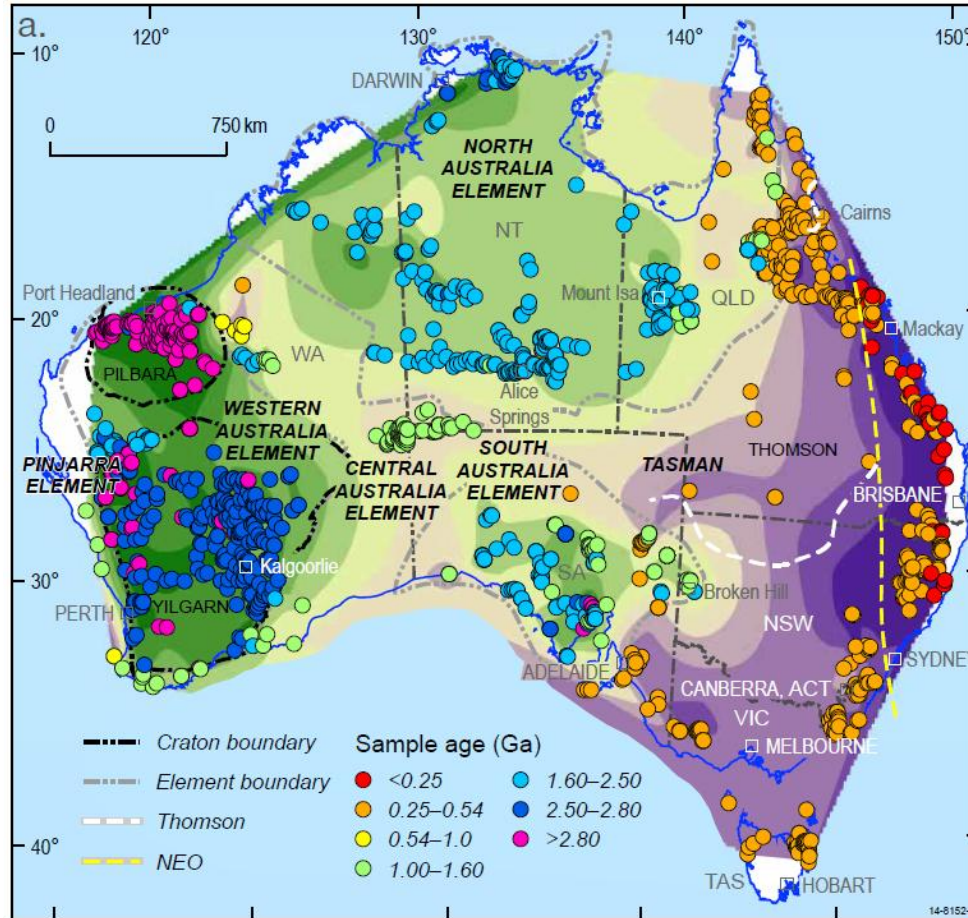 a.
120°
130°
140°
150°
10°
DARWIN
0
750 km
NORTH
AUSTRALIA
ELEMENT
NT
Cairns
Port Headland
Mount Isa
QLD
20°
Mackay
WA
PILBARA
Alice
Springs
WESTERN
AUSTRALIA
ELEMENT
THOMSON
PINJARRA
ELEMENT
CENTRAL
AUSTRALIA
ELEMENT
SOUTH
AUSTRALIA
ELEMENT
TASMAN
BRISBANE
Kalgoorlie
30°
SA
Broken Hill
PERTH
YILGARN
NSW
ADELAIDE
SYDNEY
CANBERRA, ACT
VIC
MELBOURNE
Craton boundary
Element boundary
Thomson
NEO
Sample age (Ga)
<0.25
0.25–0.54
0.54–1.0
1.00–1.60
1.60–2.50
2.50–2.80
>2.80
40°
TAS
HOBART
14-8152-